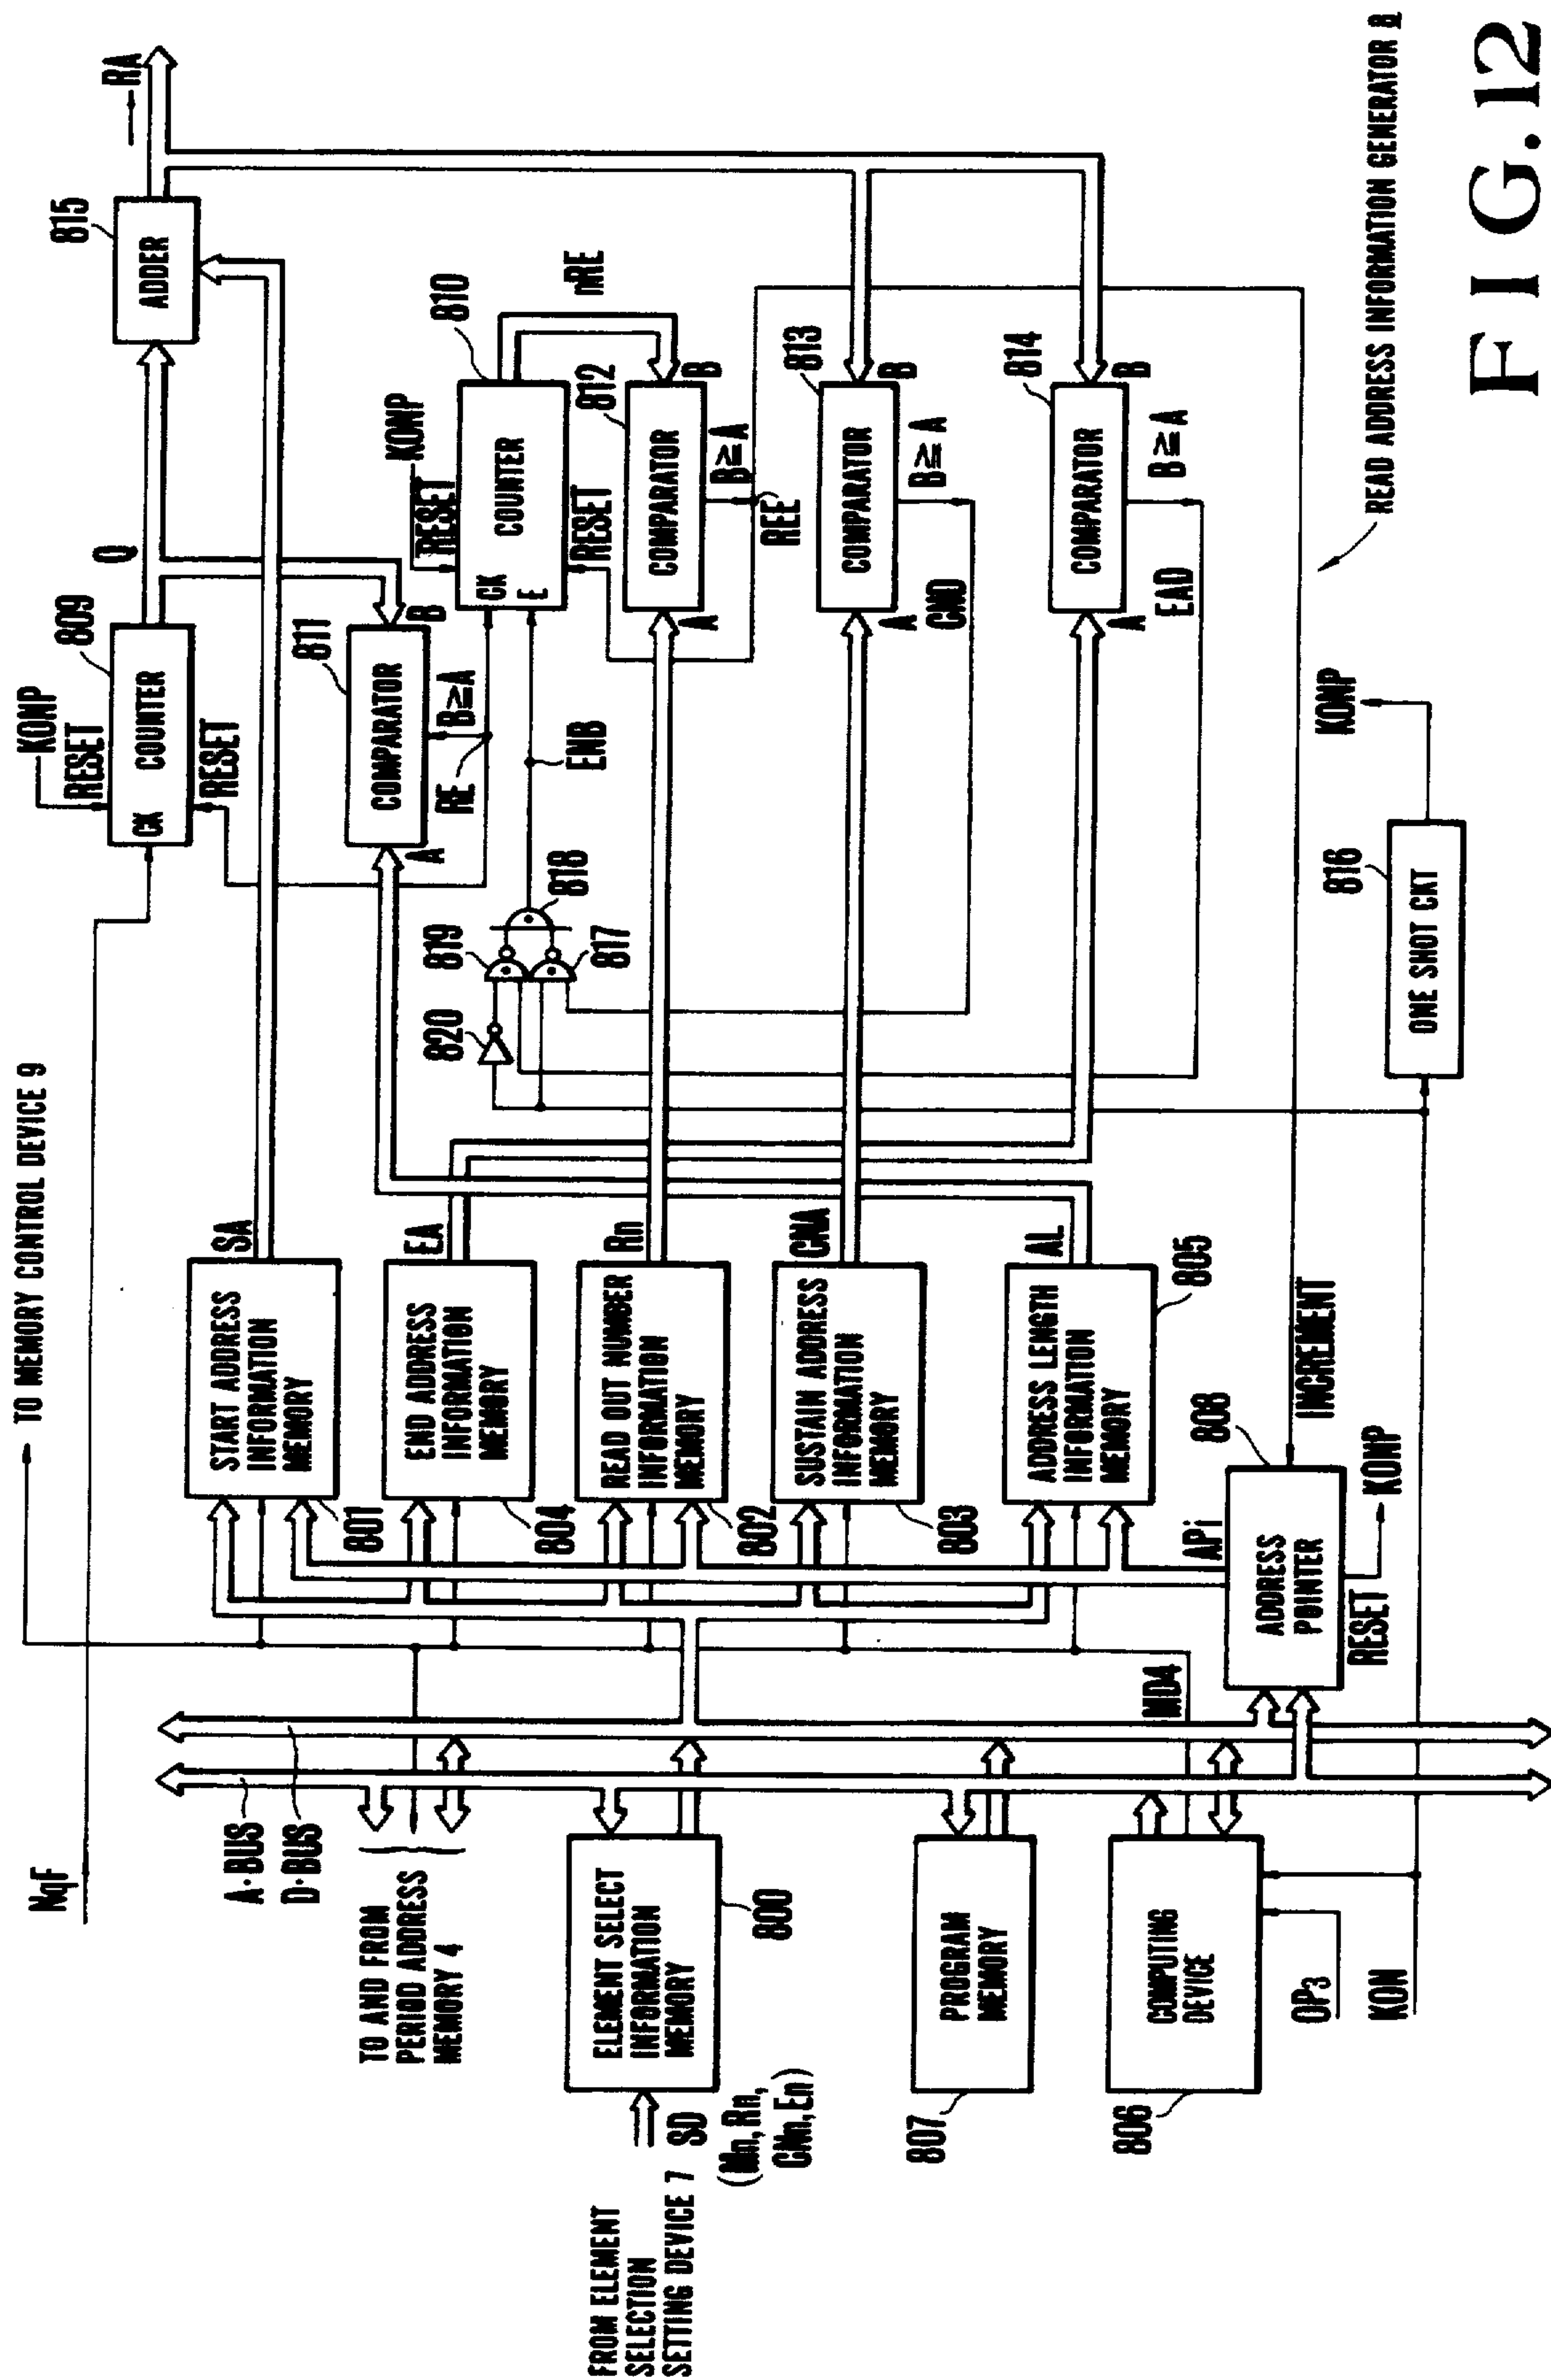 TO MEMORY CONTROL DEVICE 9
NqF
A·BUS
D·BUS
TO AND FROM
PERIOD ADDRESS
MEMORY 4
FROM ELEMENT
SELECTION
SETTING DEVICE 7
SD
(Mn, Rn,
CNn, En)
ELEMENT SELECT
INFORMATION
MEMORY
800
PROGRAM
MEMORY
807
COMPUTING
DEVICE
806
OP3
KON
MD4
START ADDRESS
INFORMATION
MEMORY
801
SA
END ADDRESS
INFORMATION
MEMORY
804
EA
READ OUT NUMBER
INFORMATION
MEMORY
802
Rn
SUSTAIN ADDRESS
INFORMATION
MEMORY
803
CNA
ADDRESS LENGTH
INFORMATION
MEMORY
805
AL
APi
ADDRESS
POINTER
808
INCREMENT
RESET
KONP
KONP
RESET
809
CK
COUNTER
RESET
Q
ADDER
815
RA
811
COMPARATOR
A
B
B≧A
RE
KONP
RESET
810
CK
E
COUNTER
RESET
nRE
ENB
820
819
818
817
812
COMPARATOR
A
B
B≧A
REE
813
COMPARATOR
A
B
B≧A
CND
814
COMPARATOR
A
B
B≧A
EAD
816
ONE SHOT CKT
KONP
READ ADDRESS INFORMATION GENERATOR 8
FIG.12